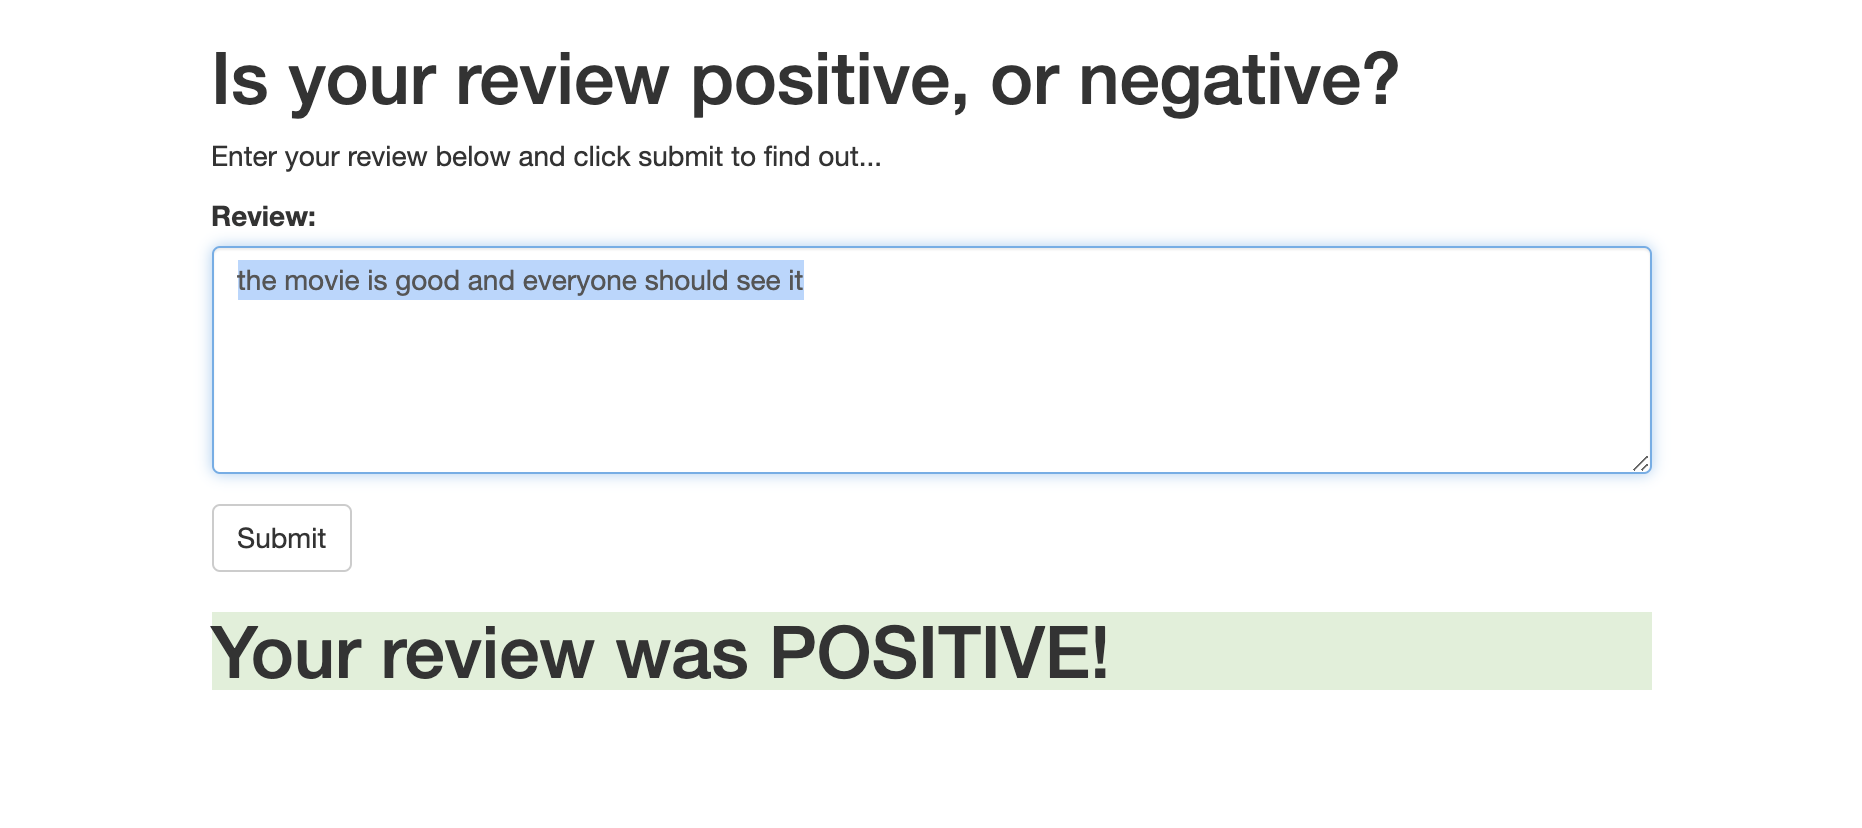 Is your review positive, or negative?
Enter your review below and click submit to find out...
Review:
the movie is good and everyone should see it
Submit
Your review was POSITIVE!